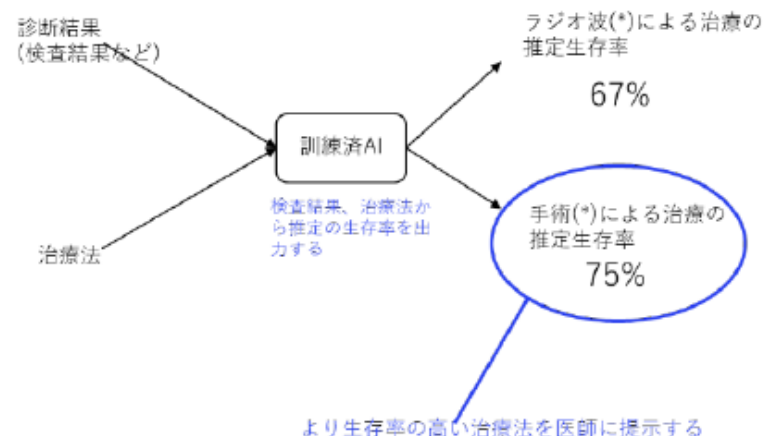 診断結果
(検査結果など)
治療法
訓練済AI
検査結果、治療法か
ら推定の生存率を出
力する
ラジオ波(*)による治療の
推定生存率
67%
手術(*)による治療の
推定生存率
75%
より生存率の高い治療法を医師に提示する